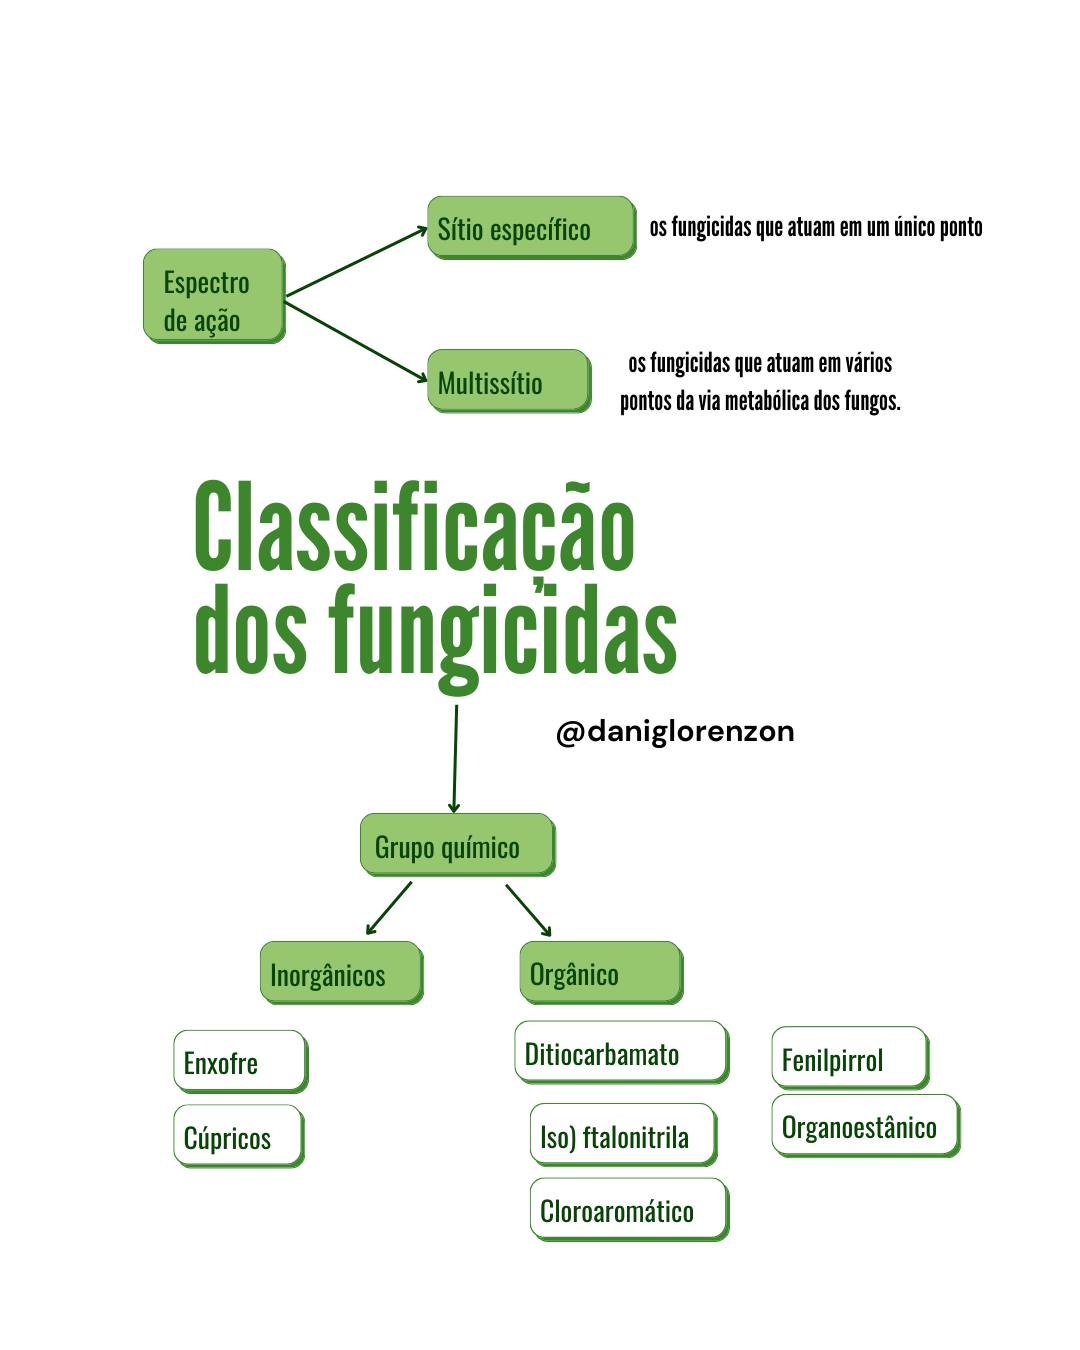 Sítio específico
os fungicidas que atuam em um único ponto
Espectro
de ação
Multissítio
os fungicidas que atuam em vários
pontos da via metabólica dos fungos.
Classificação
dos fungicidas
@daniglorenzon
Grupo químico
Inorgânicos
Orgânico
Enxofre
Cúpricos
Ditiocarbamato
Iso) ftalonitrila
Cloroaromático
Fenilpirrol
Organoestânico